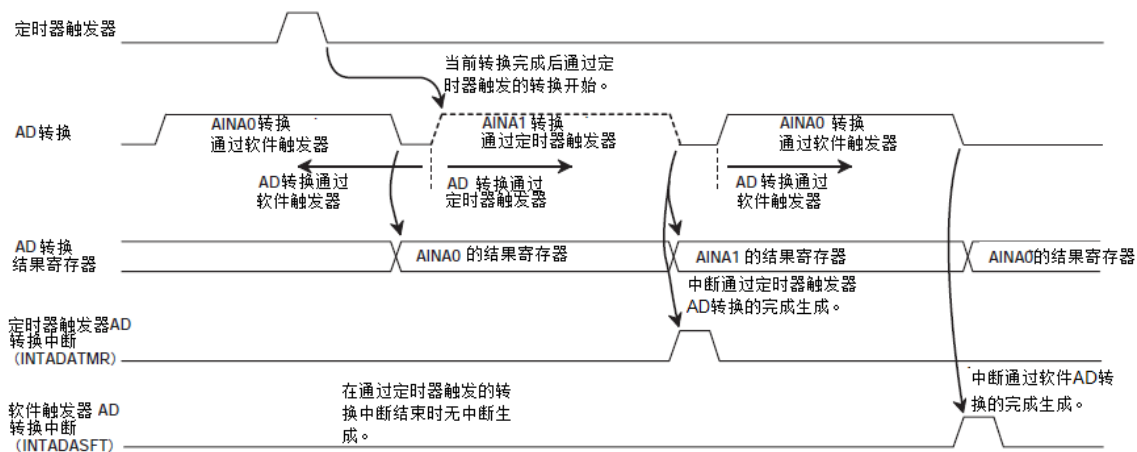 定时器触发器
当前转换完成后通过定
时器触发的转换开始。
AD转换
AINA0转换
通过软件触发器
AINA1 转换
通过定时器触发器
AINA0 转换
通过软件触发器
AD转换通过
软件触发器
AD 转换通过
定时器触发器
AD转换通过
软件触发器
AD转换
结果寄存器
AINA0 的结果寄存器
AINA1 的结果寄存器
AINA0的结果寄存器
中断通过定时器触发器
AD转换的完成生成。
定时器触发器AD
转换中断
(INTADATMR)
在通过定时器触发的转
换中断结束时无中断生
成。
中断通过软件AD转
换的完成生成。
软件触发器 AD
转换中断
(INTADASFT)